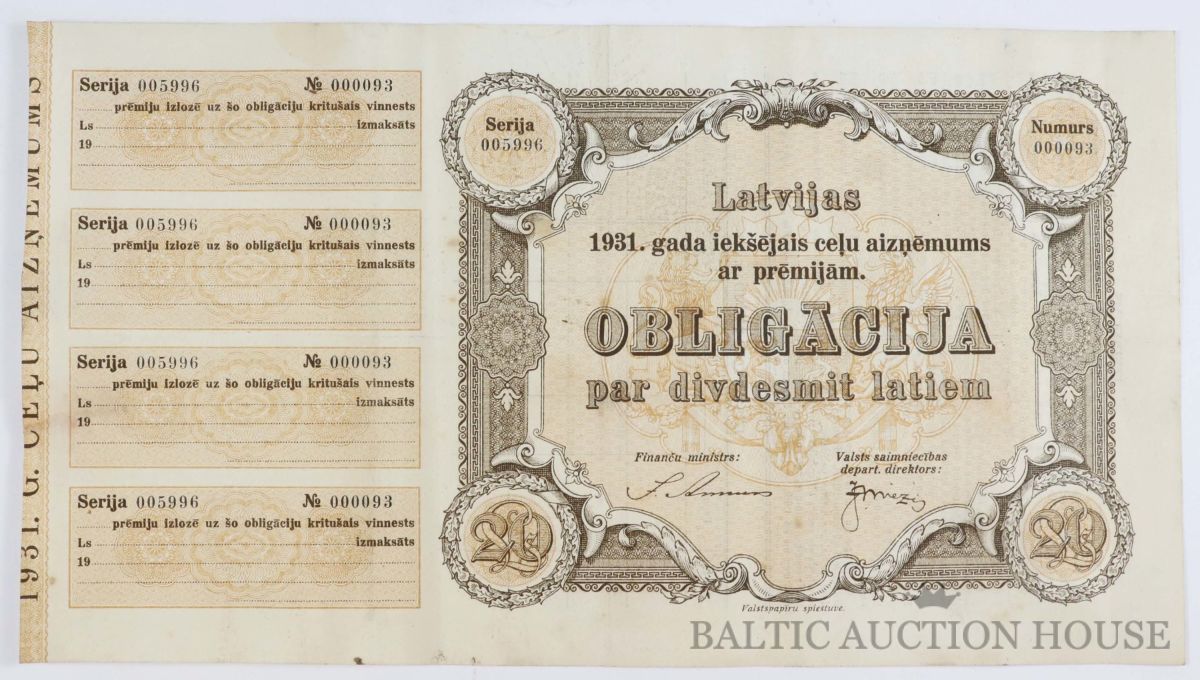 1931. G. CEĻU AIZŅĒMUMS
Serija 005996 № 000093
prēmiju izlozē uz šo obligāciju kritušais vinnests
Ls izmaksāts
19
Serija 005996 № 000093
prēmiju izlozē uz šo obligāciju kritušais vinnests
Ls izmaksāts
19
Serija 005996 № 000093
prēmiju izlozē uz šo obligāciju kritušais vinnests
Ls izmaksāts
19
Serija 005996 № 000093
prēmiju izlozē uz šo obligāciju kritušais vinnests
Ls izmaksāts
19
Serija
005996
Numurs
000093
Latvijas
1931. gada iekšējais ceļu aizņēmums
ar prēmijām.
OBLIGĀCIJA
par divdesmit latiem
Finanču ministrs:
Valsts saimniecības
depart. direktors:
Valstspapīru spiestuve.
BALTIC AUCTION HOUSE